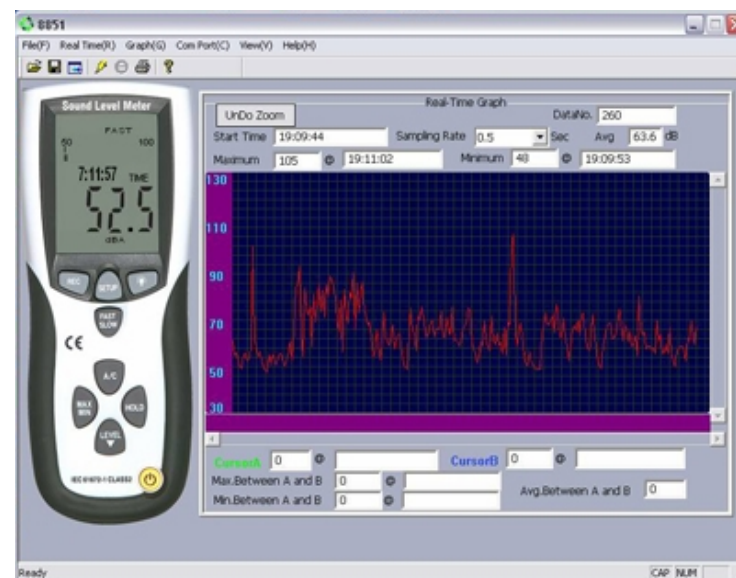 8851
File(F) Real Time(R) Graph(G) Com Port(C) View(V) Help(H)
Sound Level Meter
FAST
50 100
7:11:57 TIME
52.5
dBA
REC SETUP
FAST SLOW
CE
A/C
MAX MIN HOLD
LEVEL
IEC 61672-1 CLASS2
Real-Time Graph
UnDo Zoom DataNo. 260
Start Time 19:09:44 Sampling Rate 0.5 Sec Avg 63.6 dB
Maximum 105 @ 19:11:02 Minimum 48 @ 19:09:53
130
110
90
70
50
30
CursorA 0 @ CursorB 0 @
Max.Between A and B 0 @
Min.Between A and B 0 @
Avg.Between A and B 0
Ready CAP NUM